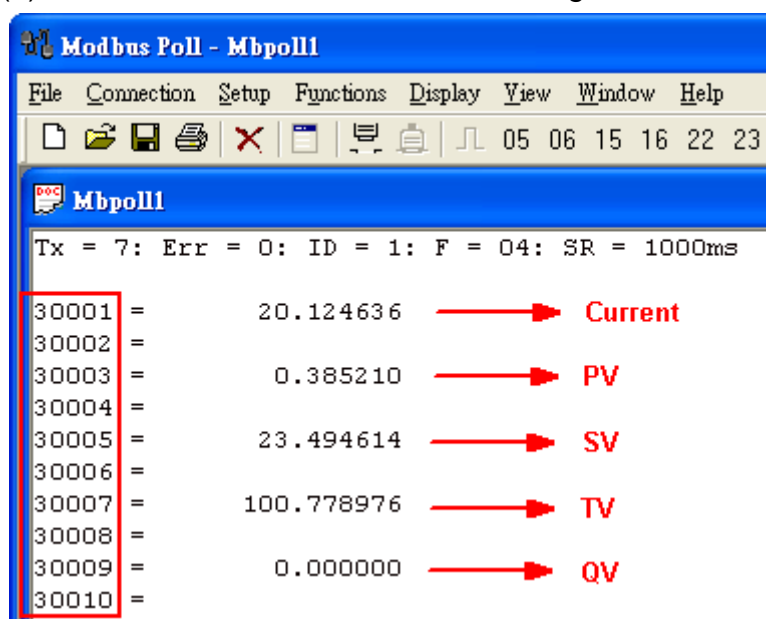 Modbus Poll - Mbpoll1
File Connection Setup Functions Display View Window Help
05 06 15 16 22 23
DOC
Mbpoll1
Tx = 7: Err = 0: ID = 1: F = 04: SR = 1000ms
30001 = 20.124636 Current
30002 =
30003 = 0.385210 PV
30004 =
30005 = 23.494614 SV
30006 =
30007 = 100.778976 TV
30008 =
30009 = 0.000000 QV
30010 =